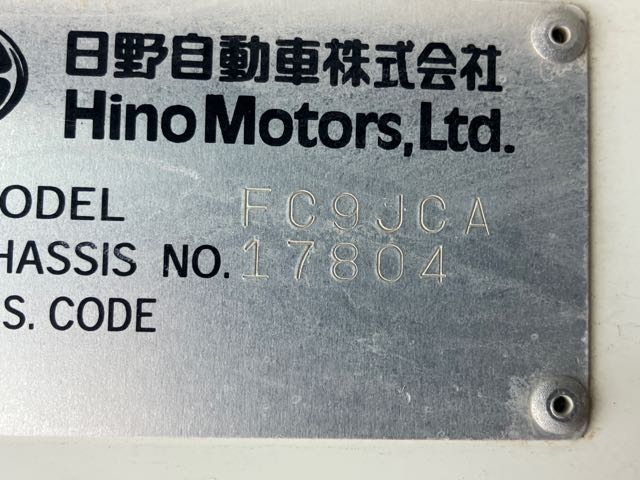 日野自動車株式会社
Hino Motors, Ltd.
ODEL FC9JCA
HASSIS NO. 17804
S. CODE